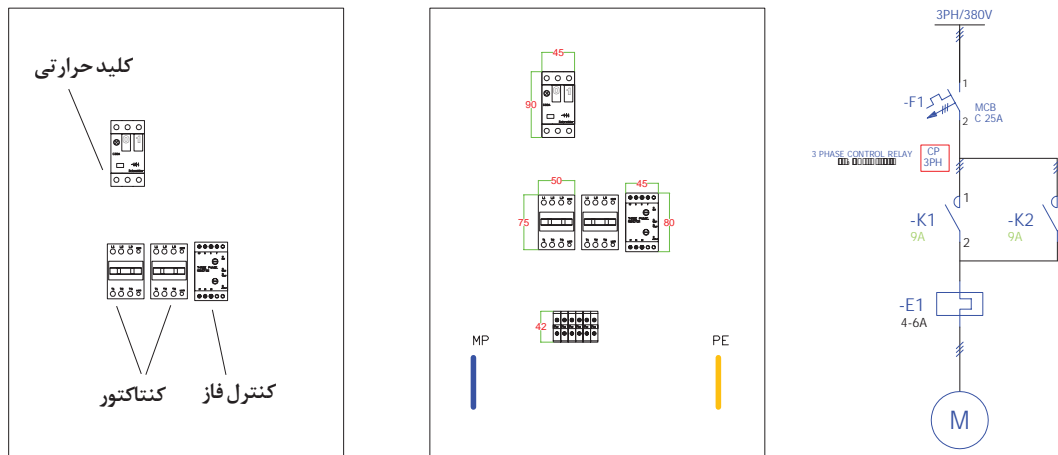 کلید حرارتی
کنتاکتور
کنترل فاز
45
90
50
75
45
80
42
MP
PE
3PH/380V
1
-F1
2
MCB
C 25A
3 PHASE CONTROL RELAY
CP
3PH
1
-K1
9A
2
-K2
9A
-E1
4-6A
M